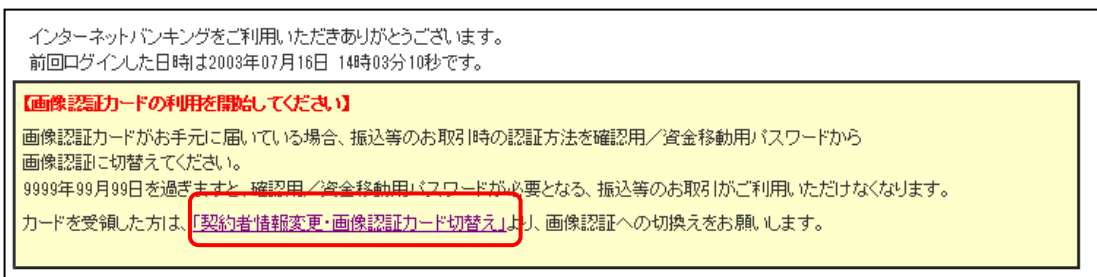 インターネットバンキングをご利用いただきありがとうございます。
前回ログインした日時は2003年07月16日 14時03分10秒です。
【画像認証カードの利用を開始してください】
画像認証カードがお手元に届いている場合、振込等のお取引時の認証方法を確認用／資金移動用パスワードから
画像認証に切替えてください。
9999年99月99日を過ぎますと、確認用／資金移動用パスワードが必要となる、振込等のお取引がご利用いただけなくなります。
カードを受領した方は、「契約者情報変更・画像認証カード切替え」より、画像認証への切換えをお願いします。